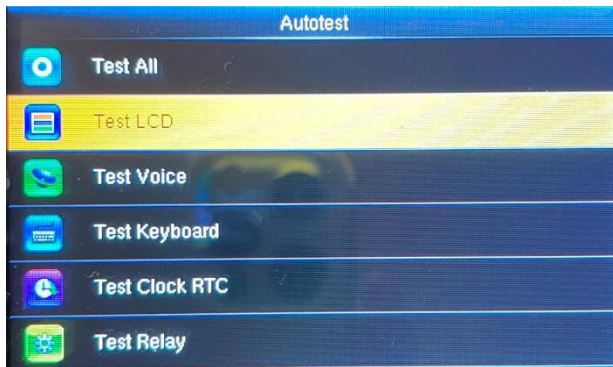 Autotest
Test All
Test LCD
Test Voice
Test Keyboard
Test Clock RTC
Test Relay